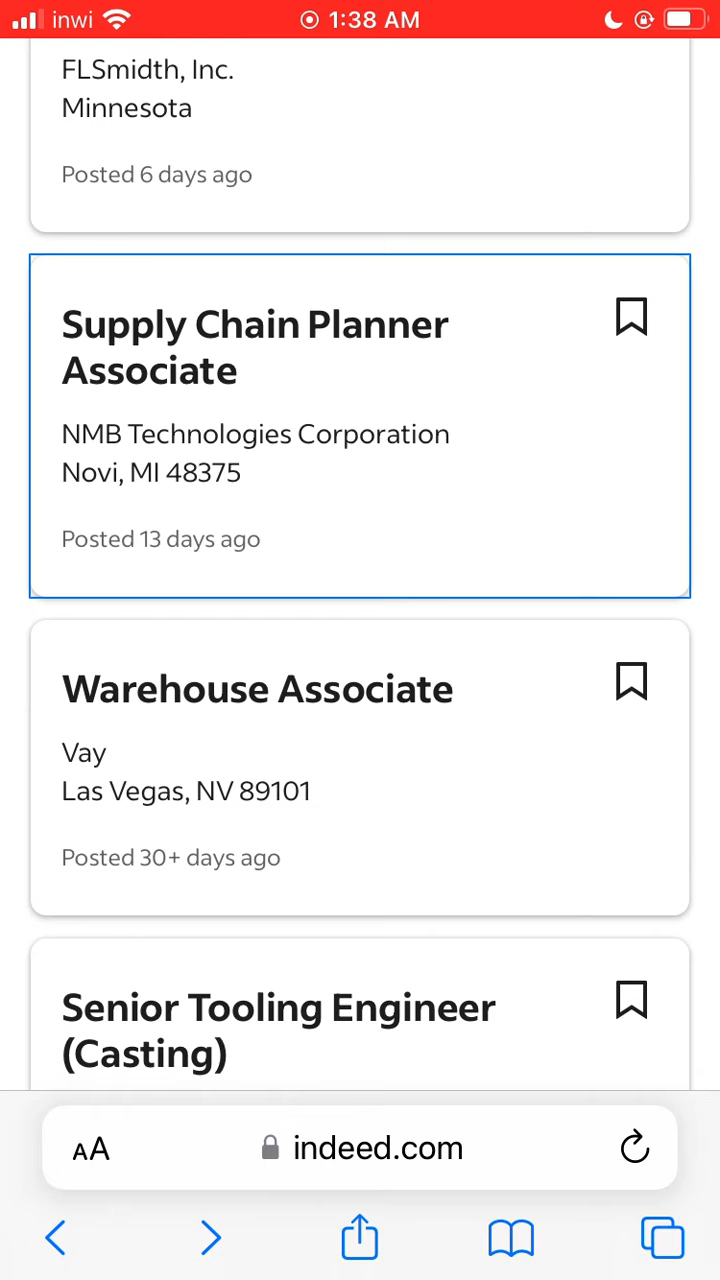 inwi 1:38 AM
FLSmidth, Inc.
Minnesota
Posted 6 days ago
Supply Chain Planner
Associate
NMB Technologies Corporation
Novi, MI 48375
Posted 13 days ago
Warehouse Associate
Vay
Las Vegas, NV 89101
Posted 30+ days ago
Senior Tooling Engineer
(Casting)
AA indeed.com